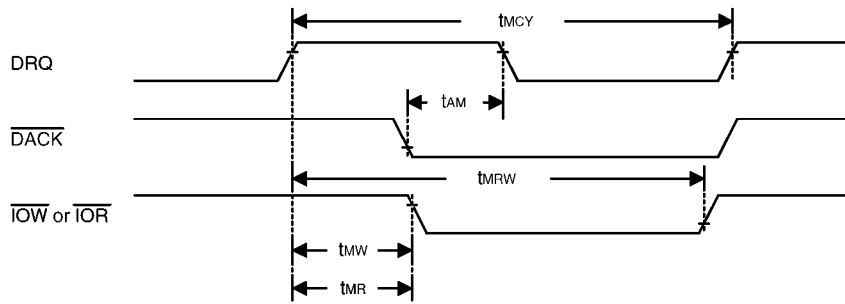 tMCY
DRQ
tAM
DACK
tMRW
IOW or IOR
tMW
tMR